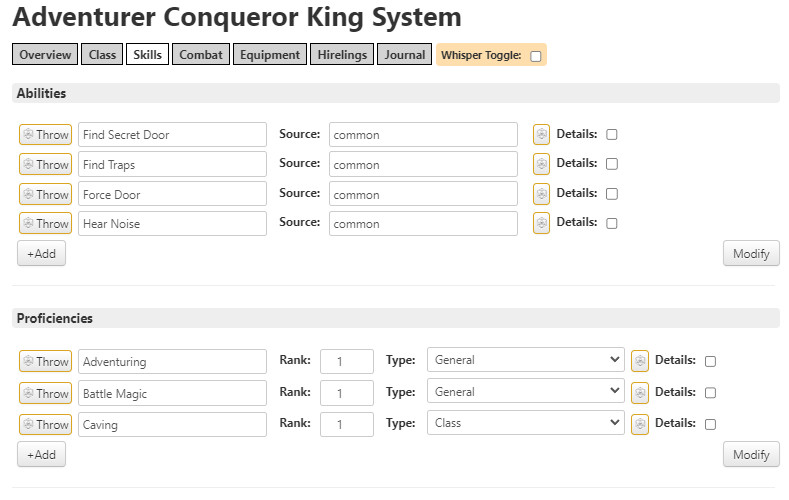 Adventurer Conqueror King System
Overview Class Skills Combat Equipment Hirelings Journal Whisper Toggle:
Abilities
Throw Find Secret Door Source: common Details:
Throw Find Traps Source: common Details:
Throw Force Door Source: common Details:
Throw Hear Noise Source: common Details:
+Add Modify
Proficiencies
Throw Adventuring Rank: 1 Type: General Details:
Throw Battle Magic Rank: 1 Type: General Details:
Throw Caving Rank: 1 Type: Class Details:
+Add Modify